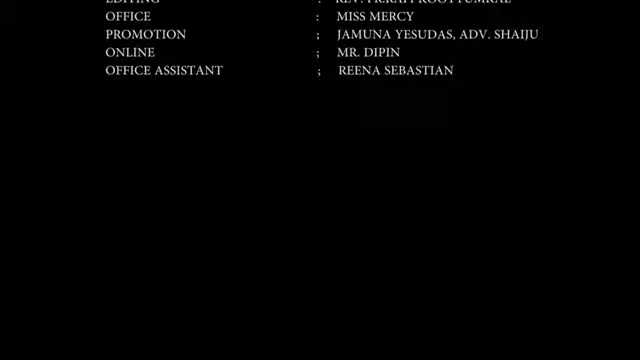 OFFICE : MISS MERCY
PROMOTION ; JAMUNA YESUDAS, ADV. SHAIJU
ONLINE ; MR. DIPIN
OFFICE ASSISTANT ; REENA SEBASTIAN